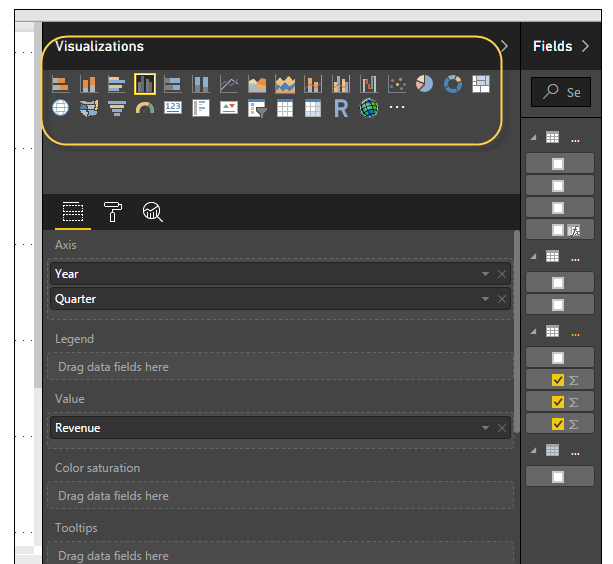 Visualizations
Fields
Se
123
R
...
...
Axis
Year
Quarter
...
Legend
Drag data fields here
...
Value
Revenue
Color saturation
...
Drag data fields here
Tooltips
Drag data fields here